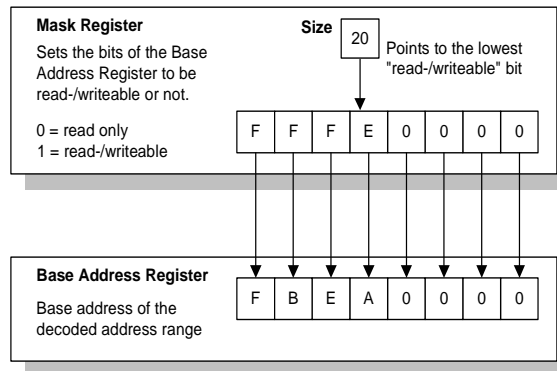 Mask Register
Sets the bits of the Base
Address Register to be
read-/writeable or not.
0 = read only
1 = read-/writeable
Size
20
Points to the lowest
"read-/writeable" bit
F F F E 0 0 0 0
Base Address Register
Base address of the
decoded address range
F B E A 0 0 0 0